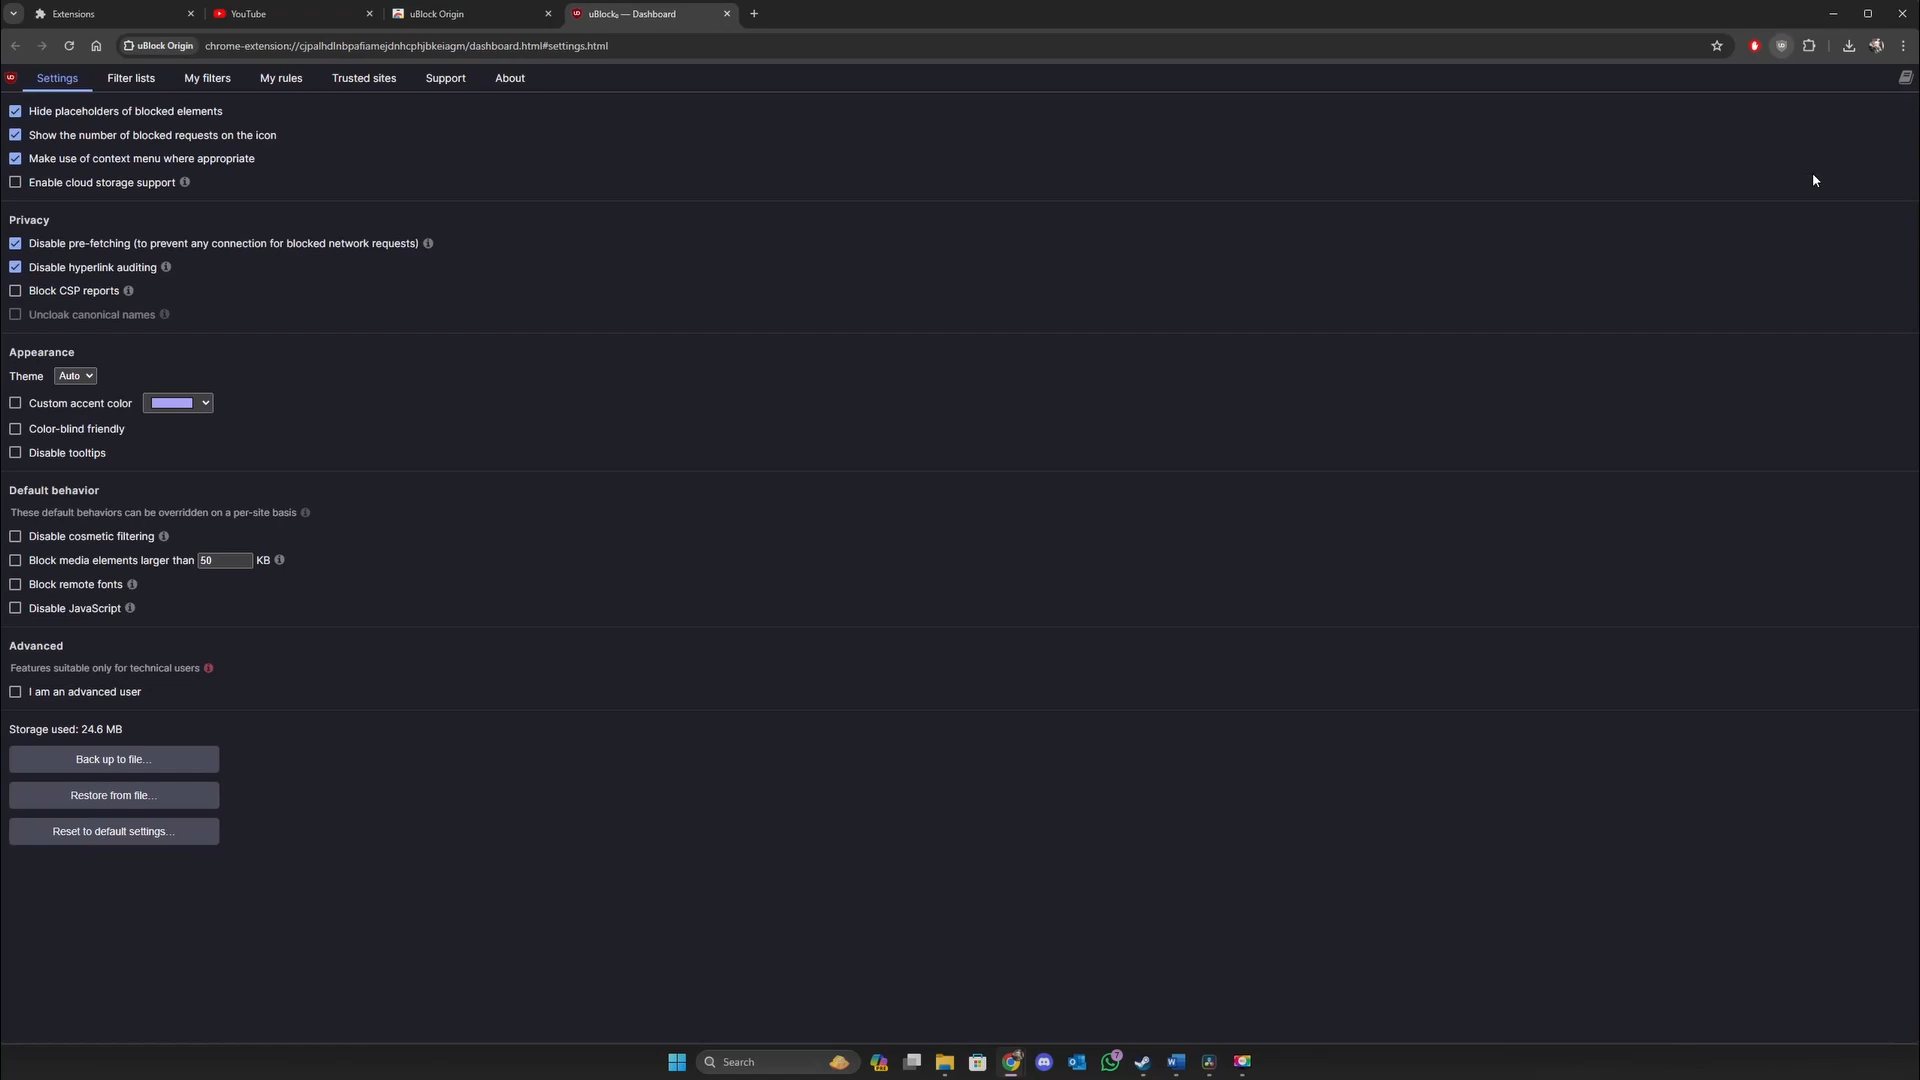 Extensions
YouTube
uBlock Origin
uBlock₀ — Dashboard
uBlock Origin
chrome-extension://cjpalhdlnbpafiamejdnhcphjbkeiagm/dashboard.html#settings.html
Settings
Filter lists
My filters
My rules
Trusted sites
Support
About
Hide placeholders of blocked elements
Show the number of blocked requests on the icon
Make use of context menu where appropriate
Enable cloud storage support
Privacy
Disable pre-fetching (to prevent any connection for blocked network requests)
Disable hyperlink auditing
Block CSP reports
Uncloak canonical names
Appearance
Theme Auto
Custom accent color
Color-blind friendly
Disable tooltips
Default behavior
These default behaviors can be overridden on a per-site basis
Disable cosmetic filtering
Block media elements larger than 50 KB
Block remote fonts
Disable JavaScript
Advanced
Features suitable only for technical users
I am an advanced user
Storage used: 24.6 MB
Back up to file…
Restore from file…
Reset to default settings…
Search
7